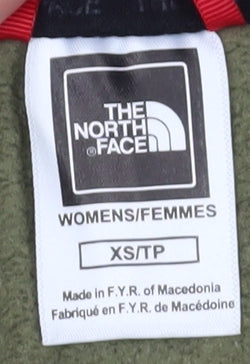 THE
NORTH
®FACE
WOMENS/FEMMES
XS/TP
Made in F.Y.R. of Macedonia
Fabriqué en F.Y.R. de Macédoine